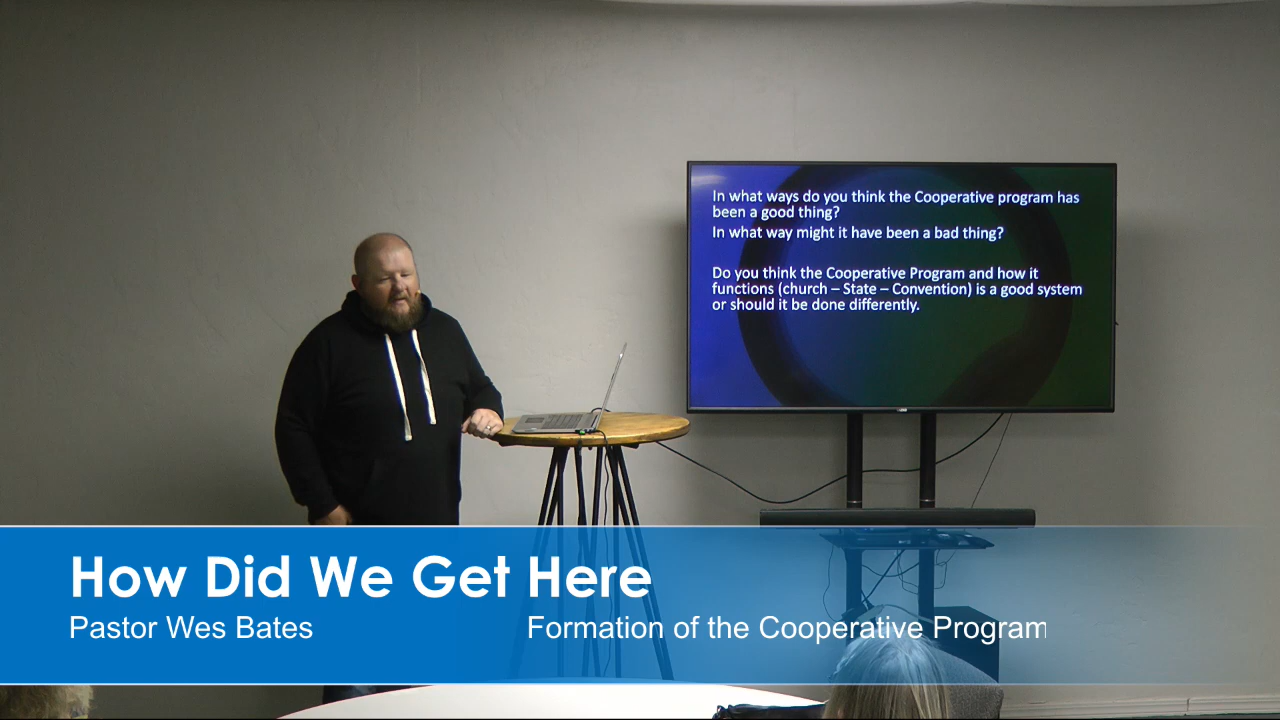 In what ways do you think the Cooperative program has
been a good thing?
In what way might it have been a bad thing?
Do you think the Cooperative Program and how it
functions (church – State – Convention) is a good system
or should it be done differently.
How Did We Get Here
Pastor Wes Bates
Formation of the Cooperative Program